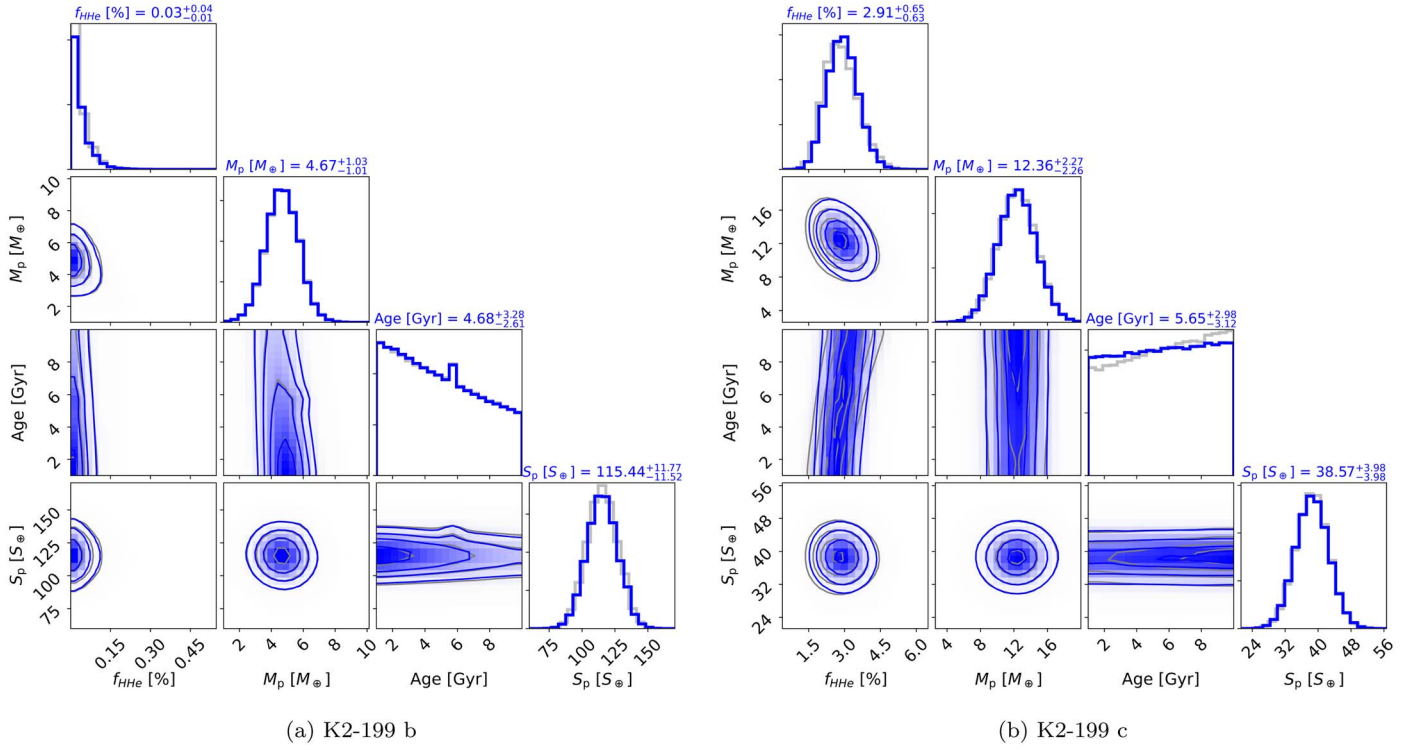 f_HHe [%] = 0.03^{+0.04}_{-0.01}
M_p [M_⊕] = 4.67^{+1.03}_{-1.01}
Age [Gyr] = 4.68^{+3.28}_{-2.61}
S_p [S_⊕] = 115.44^{+11.77}_{-11.52}
M_p [M_⊕]
10
8
6
4
2
Age [Gyr]
8
6
4
2
S_p [S_⊕]
150
125
100
75
0.15 0.30 0.45
2 4 6 8 10
2 4 6 8
75 100 125 150
f_HHe [%] M_p [M_⊕] Age [Gyr] S_p [S_⊕]
(a) K2-199 b
f_HHe [%] = 2.91^{+0.65}_{-0.63}
M_p [M_⊕] = 12.36^{+2.27}_{-2.26}
Age [Gyr] = 5.65^{+2.98}_{-3.12}
S_p [S_⊕] = 38.57^{+3.98}_{-3.98}
M_p [M_⊕]
16
12
8
4
Age [Gyr]
8
6
4
2
S_p [S_⊕]
56
48
40
32
24
1.5 3.0 4.5 6.0
4 8 12 16
2 4 6 8
24 32 40 48 56
f_HHe [%] M_p [M_⊕] Age [Gyr] S_p [S_⊕]
(b) K2-199 c